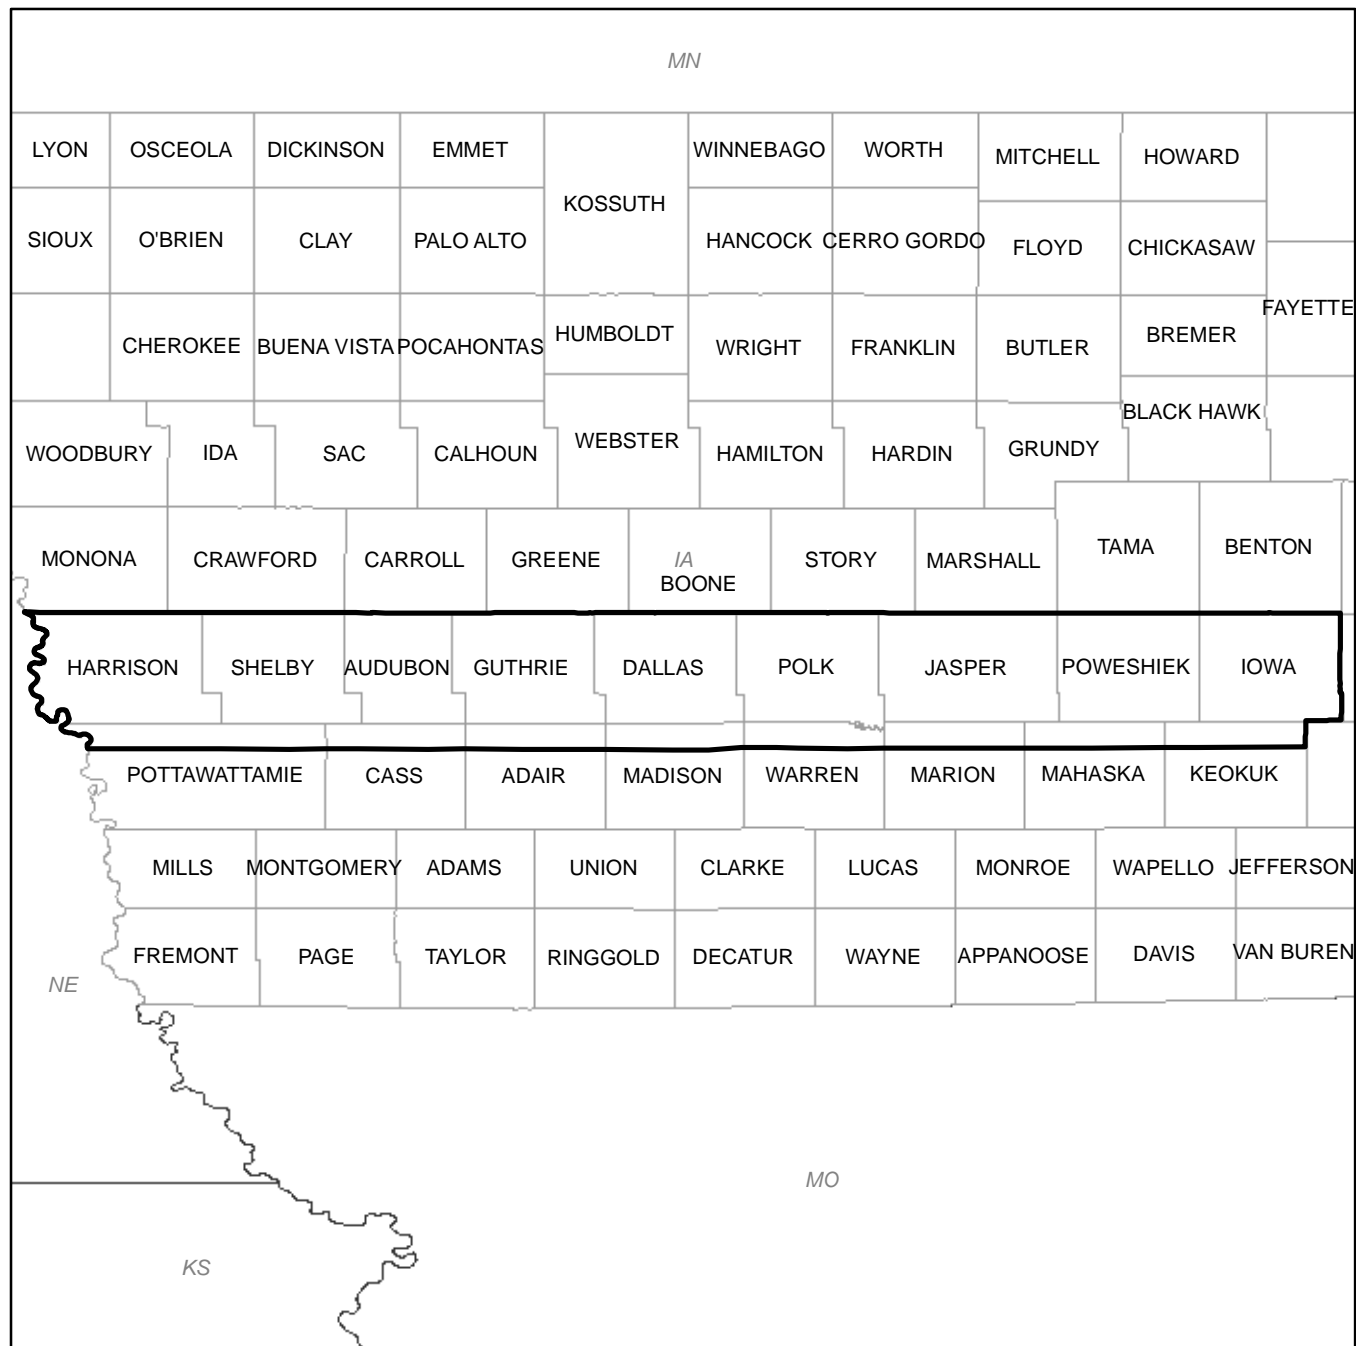 MN
LYON OSCEOLA DICKINSON EMMET WINNEBAGO WORTH MITCHELL HOWARD
KOSSUTH
SIOUX O'BRIEN CLAY PALO ALTO HANCOCK CERRO GORDO FLOYD CHICKASAW
FAYETTE
CHEROKEE BUENA VISTA POCAHONTAS HUMBOLDT WRIGHT FRANKLIN BUTLER BREMER
BLACK HAWK
WOODBURY IDA SAC CALHOUN WEBSTER HAMILTON HARDIN GRUNDY
MONONA CRAWFORD CARROLL GREENE IA STORY MARSHALL TAMA BENTON
BOONE
HARRISON SHELBY AUDUBON GUTHRIE DALLAS POLK JASPER POWESHIEK IOWA
POTTAWATTAMIE CASS ADAIR MADISON WARREN MARION MAHASKA KEOKUK
MILLS MONTGOMERY ADAMS UNION CLARKE LUCAS MONROE WAPELLO JEFFERSON
FREMONT PAGE TAYLOR RINGGOLD DECATUR WAYNE APPANOOSE DAVIS VAN BUREN
NE
MO
KS